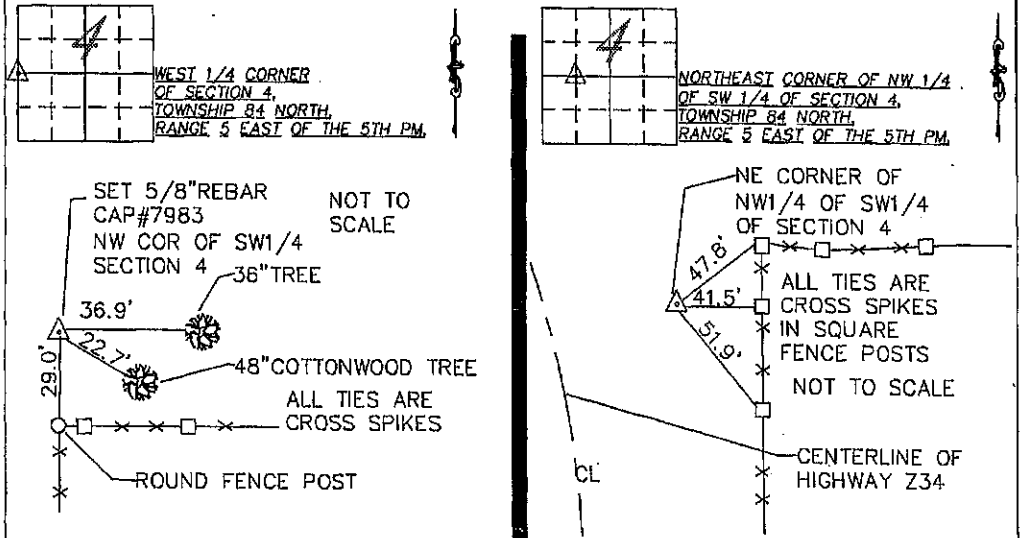 4
WEST 1/4 CORNER
OF SECTION 4,
TOWNSHIP 84 NORTH,
RANGE 5 EAST OF THE 5TH PM.
SET 5/8"REBAR
CAP#7983
NW COR OF SW1/4
SECTION 4
NOT TO
SCALE
36"TREE
36.9'
22.7'
29.0'
48"COTTONWOOD TREE
ALL TIES ARE
CROSS SPIKES
ROUND FENCE POST
4
NORTHEAST CORNER OF NW 1/4
OF SW 1/4 OF SECTION 4,
TOWNSHIP 84 NORTH,
RANGE 5 EAST OF THE 5TH PM.
NE CORNER OF
NW1/4 OF SW1/4
OF SECTION 4
47.8'
41.5'
51.9'
ALL TIES ARE
CROSS SPIKES
IN SQUARE
FENCE POSTS
NOT TO SCALE
CENTERLINE OF
HIGHWAY Z34
CL